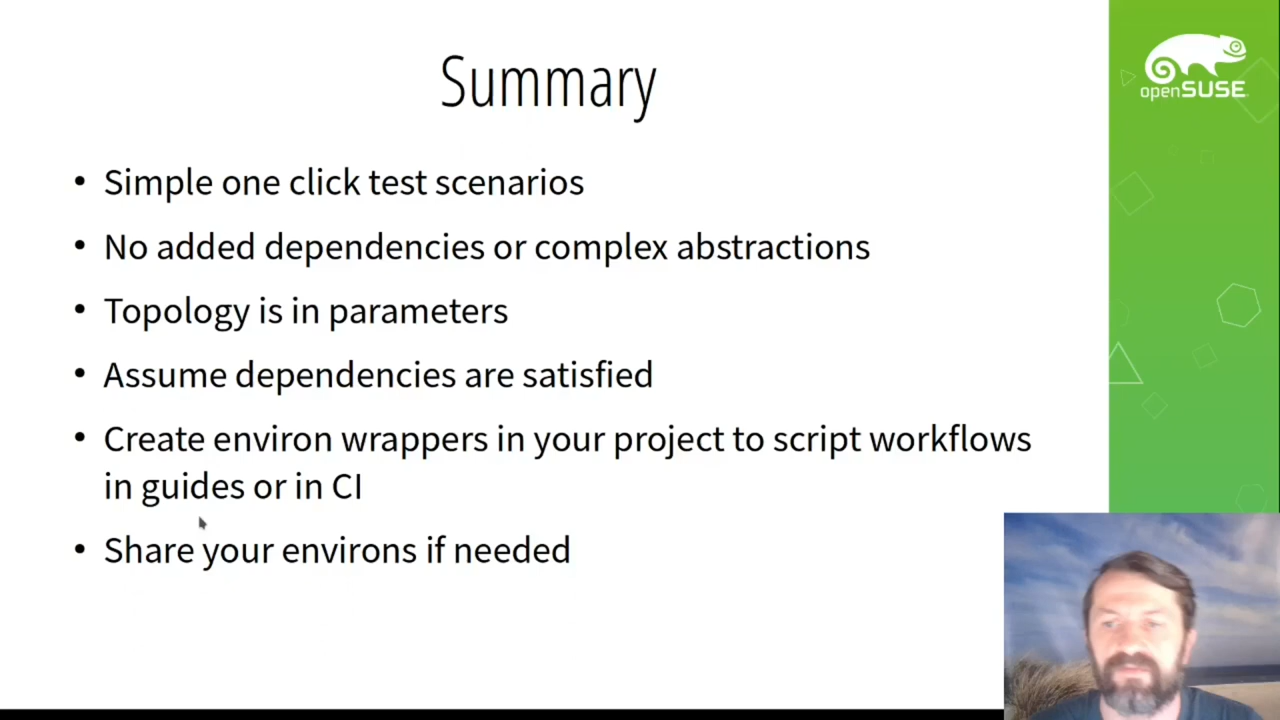 Summary
openSUSE
• Simple one click test scenarios
• No added dependencies or complex abstractions
• Topology is in parameters
• Assume dependencies are satisfied
• Create environ wrappers in your project to script workflows
in guides or in CI
• Share your environs if needed